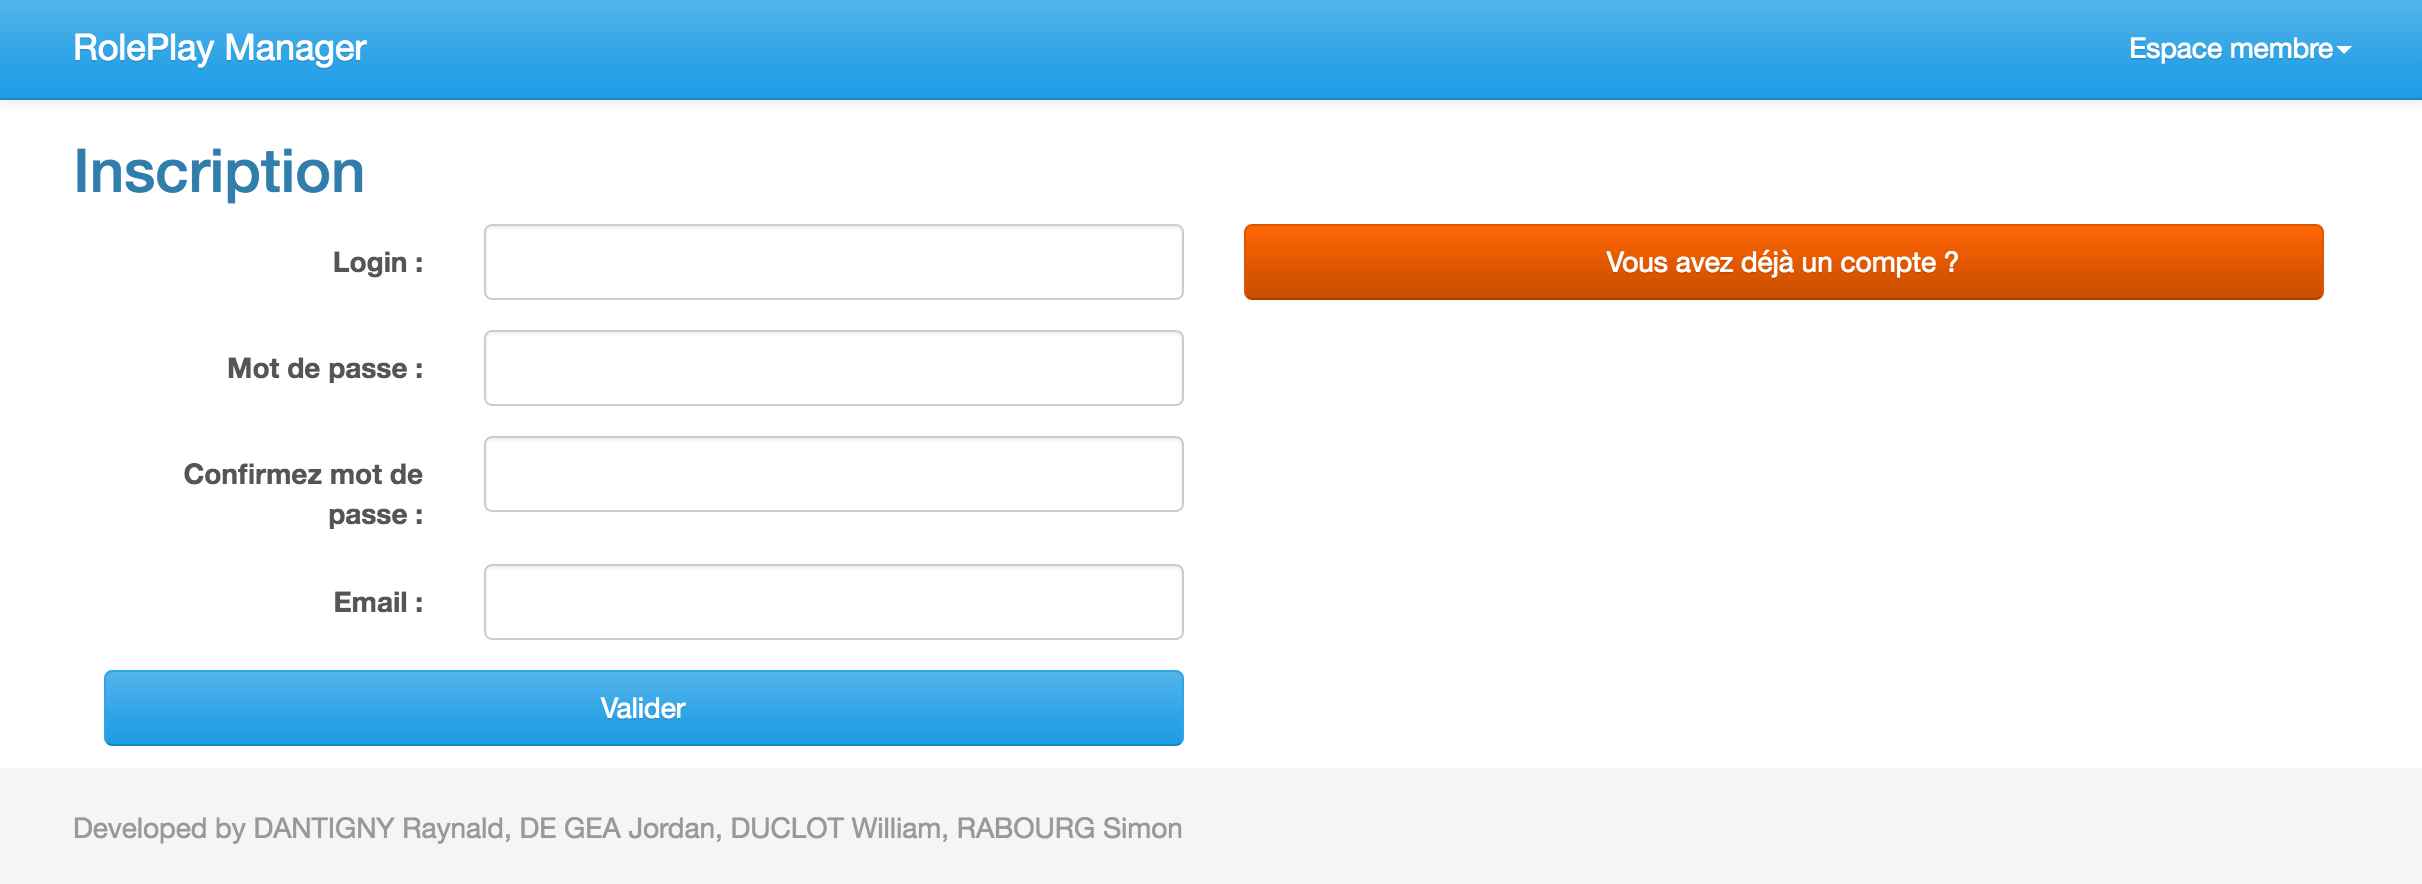 RolePlay Manager
Espace membre
Inscription
Login :
Vous avez déjà un compte ?
Mot de passe :
Confirmez mot de
passe :
Email :
Valider
Developed by DANTIGNY Raynald, DE GEA Jordan, DUCLOT William, RABOURG Simon